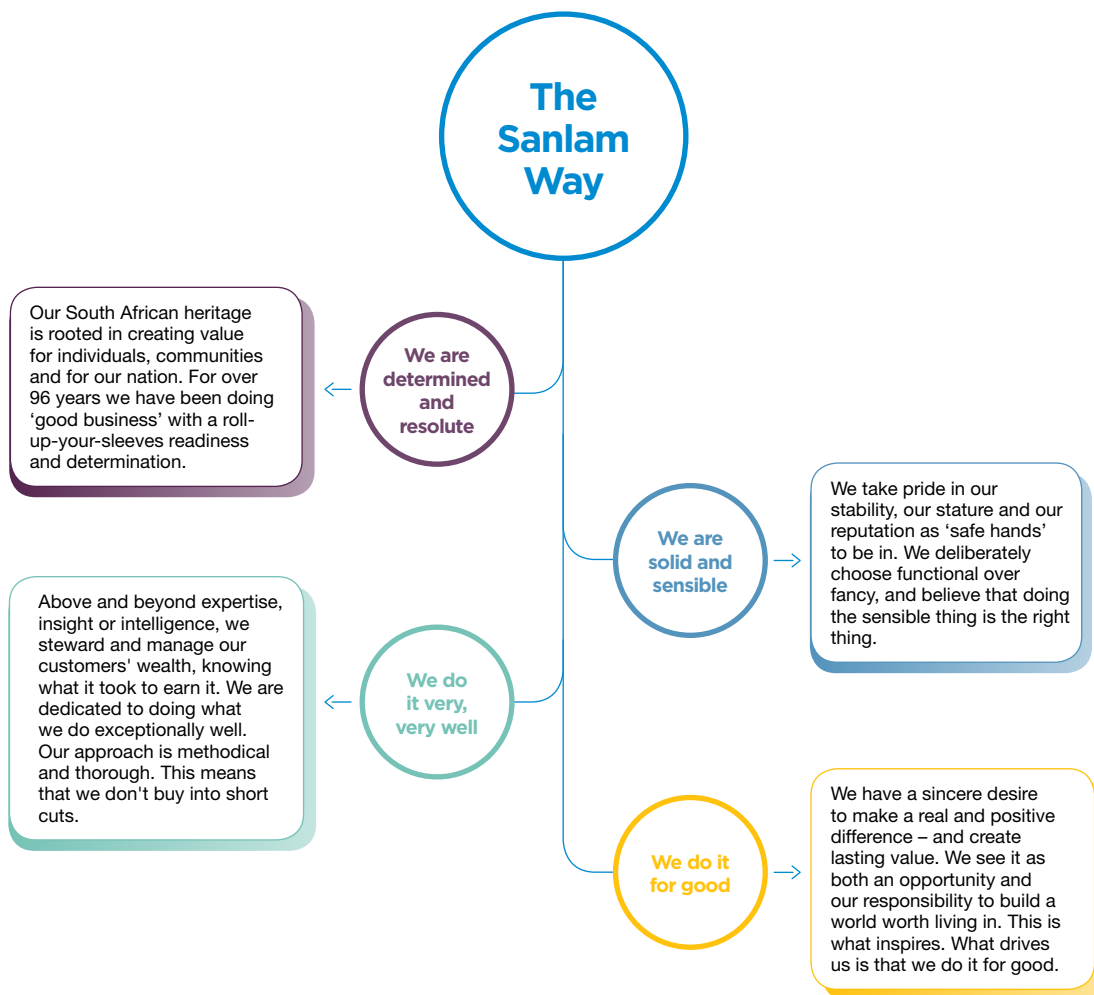 The
Sanlam
Way
We are
determined
and
resolute
Our South African heritage
is rooted in creating value
for individuals, communities
and for our nation. For over
96 years we have been doing
‘good business’ with a roll-
up-your-sleeves readiness
and determination.
We are
solid and
sensible
We take pride in our
stability, our stature and our
reputation as ‘safe hands’
to be in. We deliberately
choose functional over
fancy, and believe that doing
the sensible thing is the right
thing.
We do
it very,
very well
Above and beyond expertise,
insight or intelligence, we
steward and manage our
customers' wealth, knowing
what it took to earn it. We are
dedicated to doing what
we do exceptionally well.
Our approach is methodical
and thorough. This means
that we don't buy into short
cuts.
We do it
for good
We have a sincere desire
to make a real and positive
difference – and create
lasting value. We see it as
both an opportunity and
our responsibility to build a
world worth living in. This is
what inspires. What drives
us is that we do it for good.